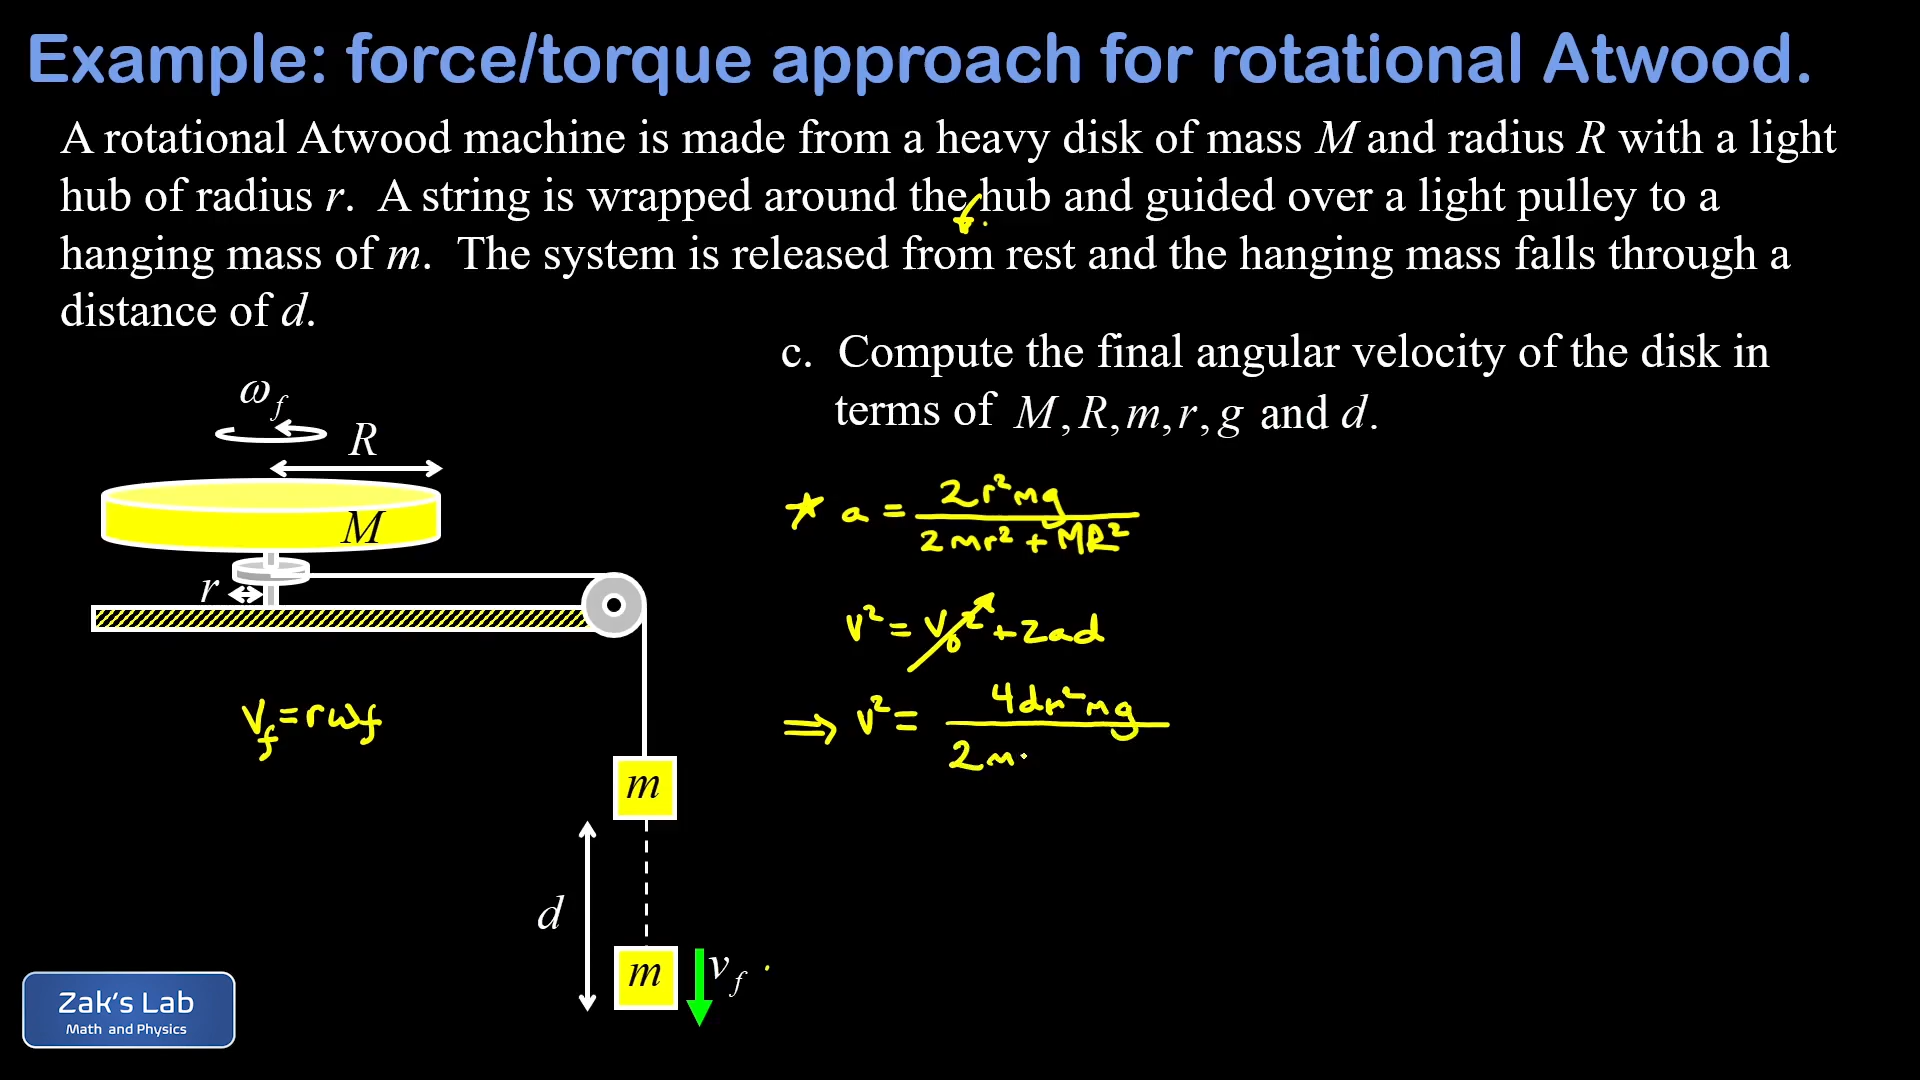 Example: force/torque approach for rotational Atwood.
A rotational Atwood machine is made from a heavy disk of mass M and radius R with a light
hub of radius r. A string is wrapped around the hub and guided over a light pulley to a
hanging mass of m. The system is released from rest and the hanging mass falls through a
distance of d.
c. Compute the final angular velocity of the disk in
terms of M, R, m, r, g and d.
ω_f
R
M
r
★ a = 2r²mg / (2mr² + MR²)
v² = v₀² + 2ad
v_f = rω_f
⟹ v² = 4dr²mg / 2m
m
d
m
v_f
Zak's Lab
Math and Physics